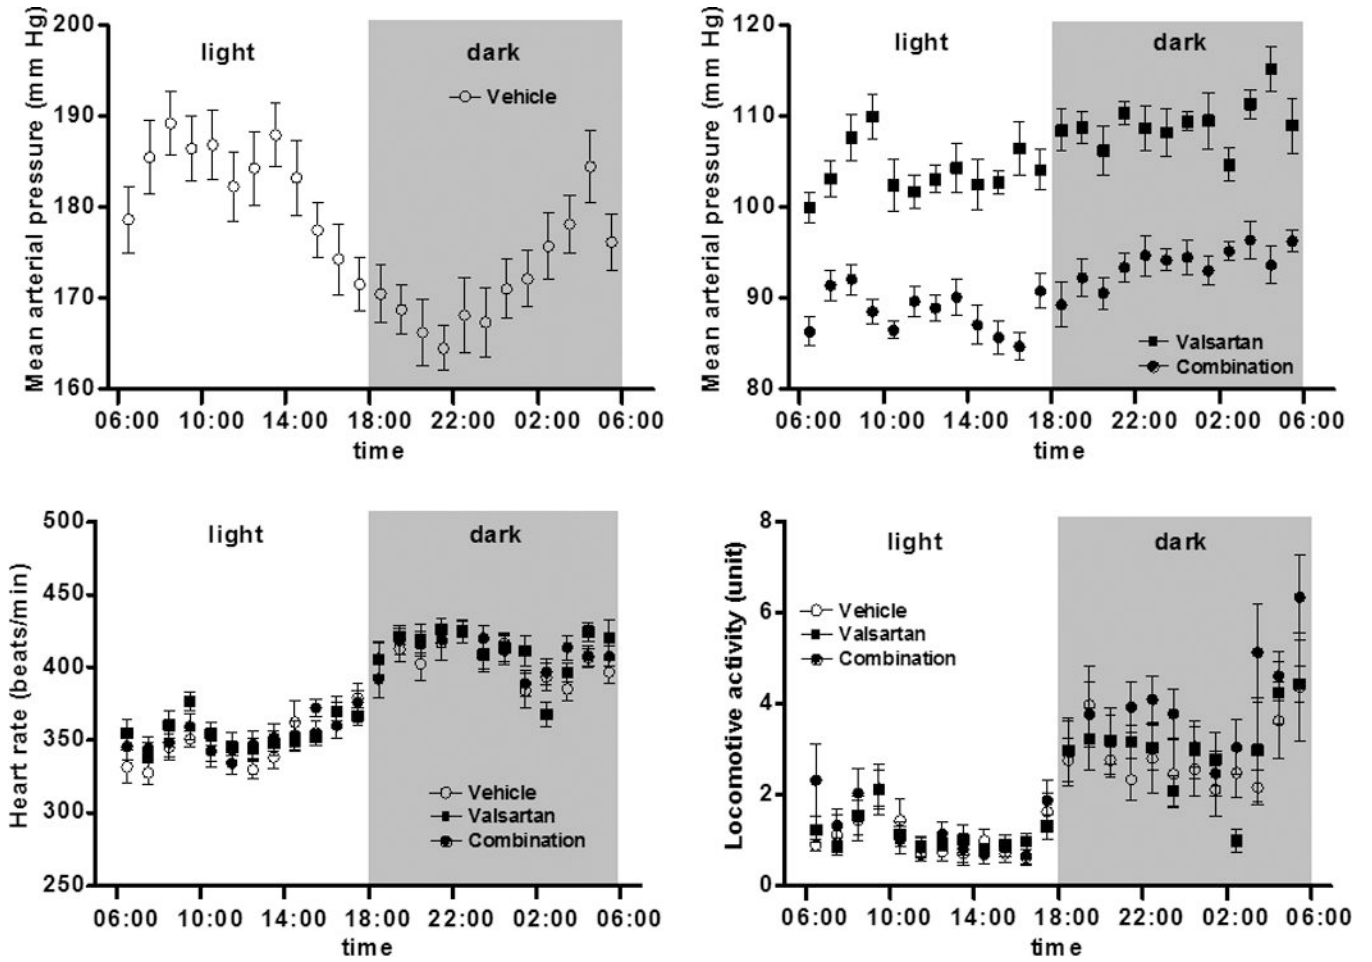 Mean arterial pressure (mm Hg)
200
190
180
170
160
light
dark
Vehicle
06:00 10:00 14:00 18:00 22:00 02:00 06:00
time
Mean arterial pressure (mm Hg)
120
110
100
90
80
light
dark
Valsartan
Combination
06:00 10:00 14:00 18:00 22:00 02:00 06:00
time
Heart rate (beats/min)
500
450
400
350
300
250
light
dark
Vehicle
Valsartan
Combination
06:00 10:00 14:00 18:00 22:00 02:00 06:00
time
Locomotive activity (unit)
8
6
4
2
0
light
dark
Vehicle
Valsartan
Combination
06:00 10:00 14:00 18:00 22:00 02:00 06:00
time